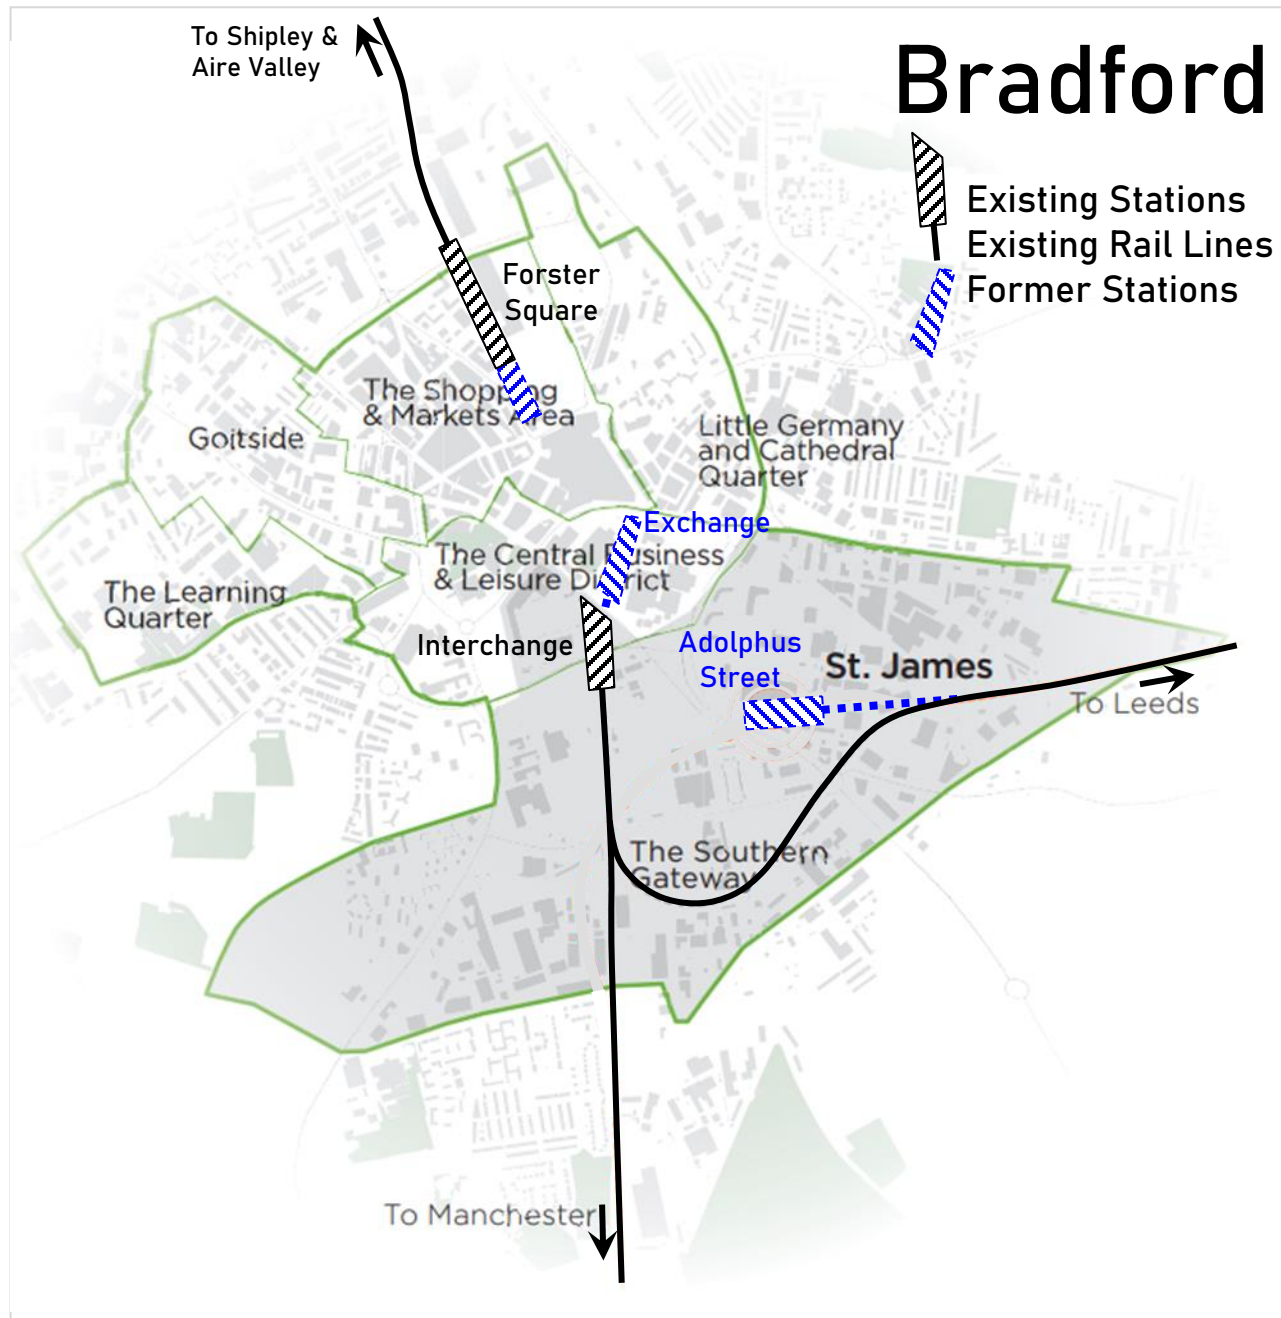 To Shipley &
Aire Valley
Bradford
Existing Stations
Existing Rail Lines
Former Stations
Forster
Square
The Shopping
& Markets Area
Goitside
Little Germany
and Cathedral
Quarter
Exchange
The Central Business
& Leisure District
The Learning
Quarter
Interchange
Adolphus
Street
St. James
To Leeds
The Southern
Gateway
To Manchester